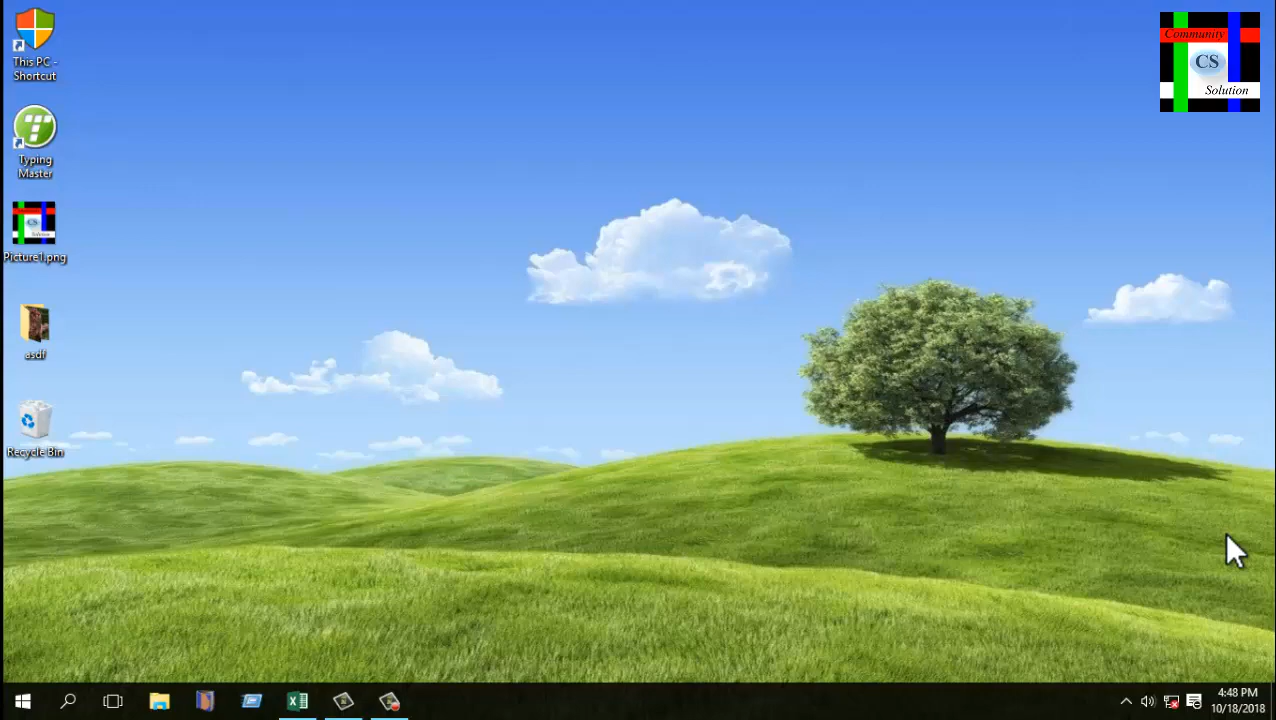 This PC -
Shortcut
Typing
Master
Picture1.png
asdf
Recycle Bin
Community
CS
Solution
4:48 PM
10/18/2018